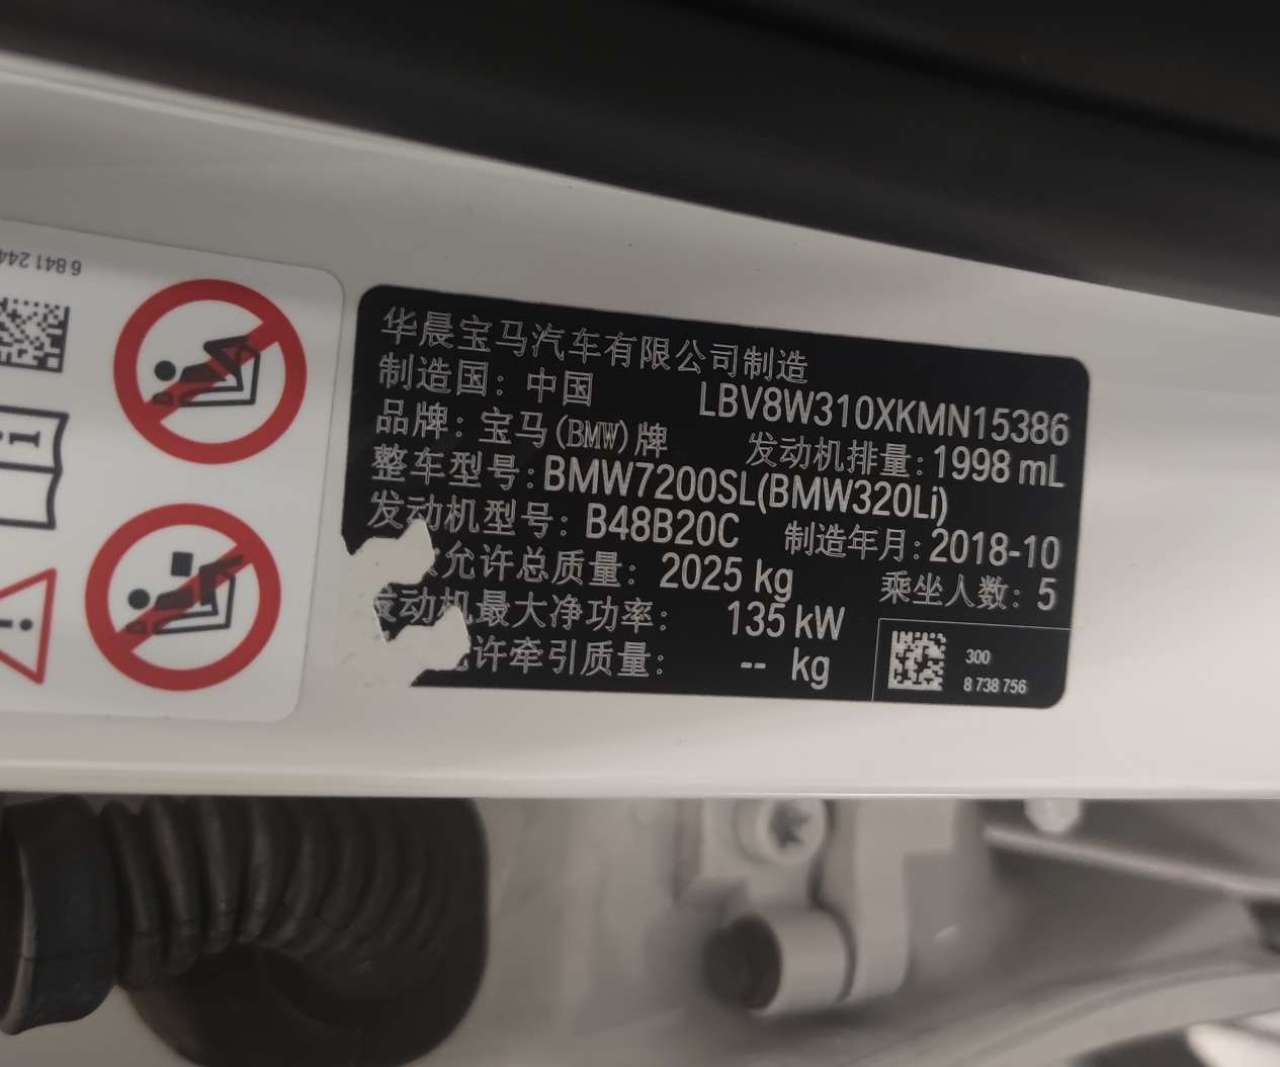 6 841 244
华晨宝马汽车有限公司制造
制造国: 中国 LBV8W310XKMN15386
品牌: 宝马(BMW)牌 发动机排量: 1998 mL
整车型号: BMW7200SL(BMW320Li)
发动机型号: B48B20C 制造年月: 2018-10
允许总质量: 2025 kg 乘坐人数: 5
发动机最大净功率: 135 kW
允许牵引质量: -- kg
300
8 738 756